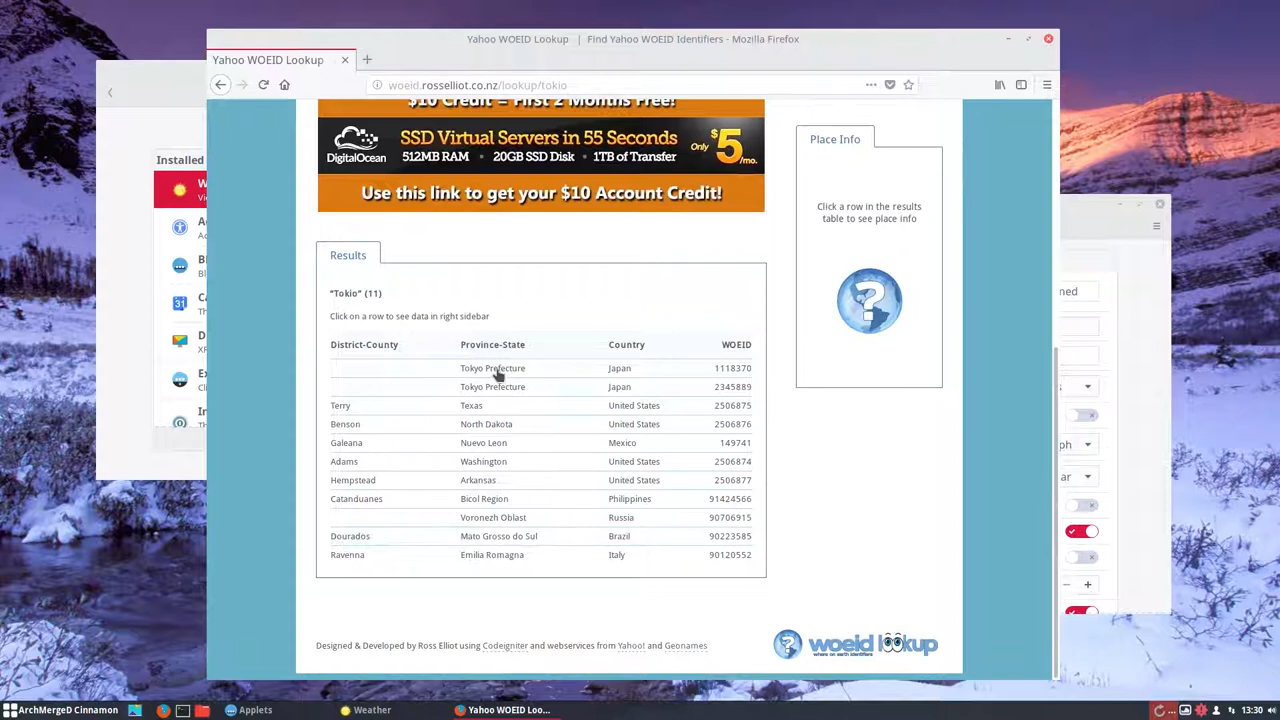 Yahoo WOEID Lookup | Find Yahoo WOEID Identifiers - Mozilla Firefox
Yahoo WOEID Lookup
woeid.rosselliot.co.nz/lookup/tokio
$10 Credit = First 2 Months Free!
DigitalOcean
SSD Virtual Servers in 55 Seconds
512MB RAM • 20GB SSD Disk • 1TB of Transfer
Only $5/mo.
Use this link to get your $10 Account Credit!
Place Info
Click a row in the results
table to see place info
Installed
Results
"Tokio" (11)
Click on a row to see data in right sidebar
District-County Province-State Country WOEID
Tokyo Prefecture Japan 1118370
Tokyo Prefecture Japan 2345889
Terry Texas United States 2506875
Benson North Dakota United States 2506876
Galeana Nuevo Leon Mexico 149741
Adams Washington United States 2506874
Hempstead Arkansas United States 2506877
Catanduanes Bicol Region Philippines 91424566
Voronezh Oblast Russia 90706915
Dourados Mato Grosso do Sul Brazil 90223585
Ravenna Emilia Romagna Italy 90120552
Designed & Developed by Ross Elliot using Codeigniter and webservices from Yahoo! and Geonames
woeid lookup
where on earth identifiers
ArchMergeD Cinnamon
Applets
Weather
Yahoo WOEID Loo...
13:30